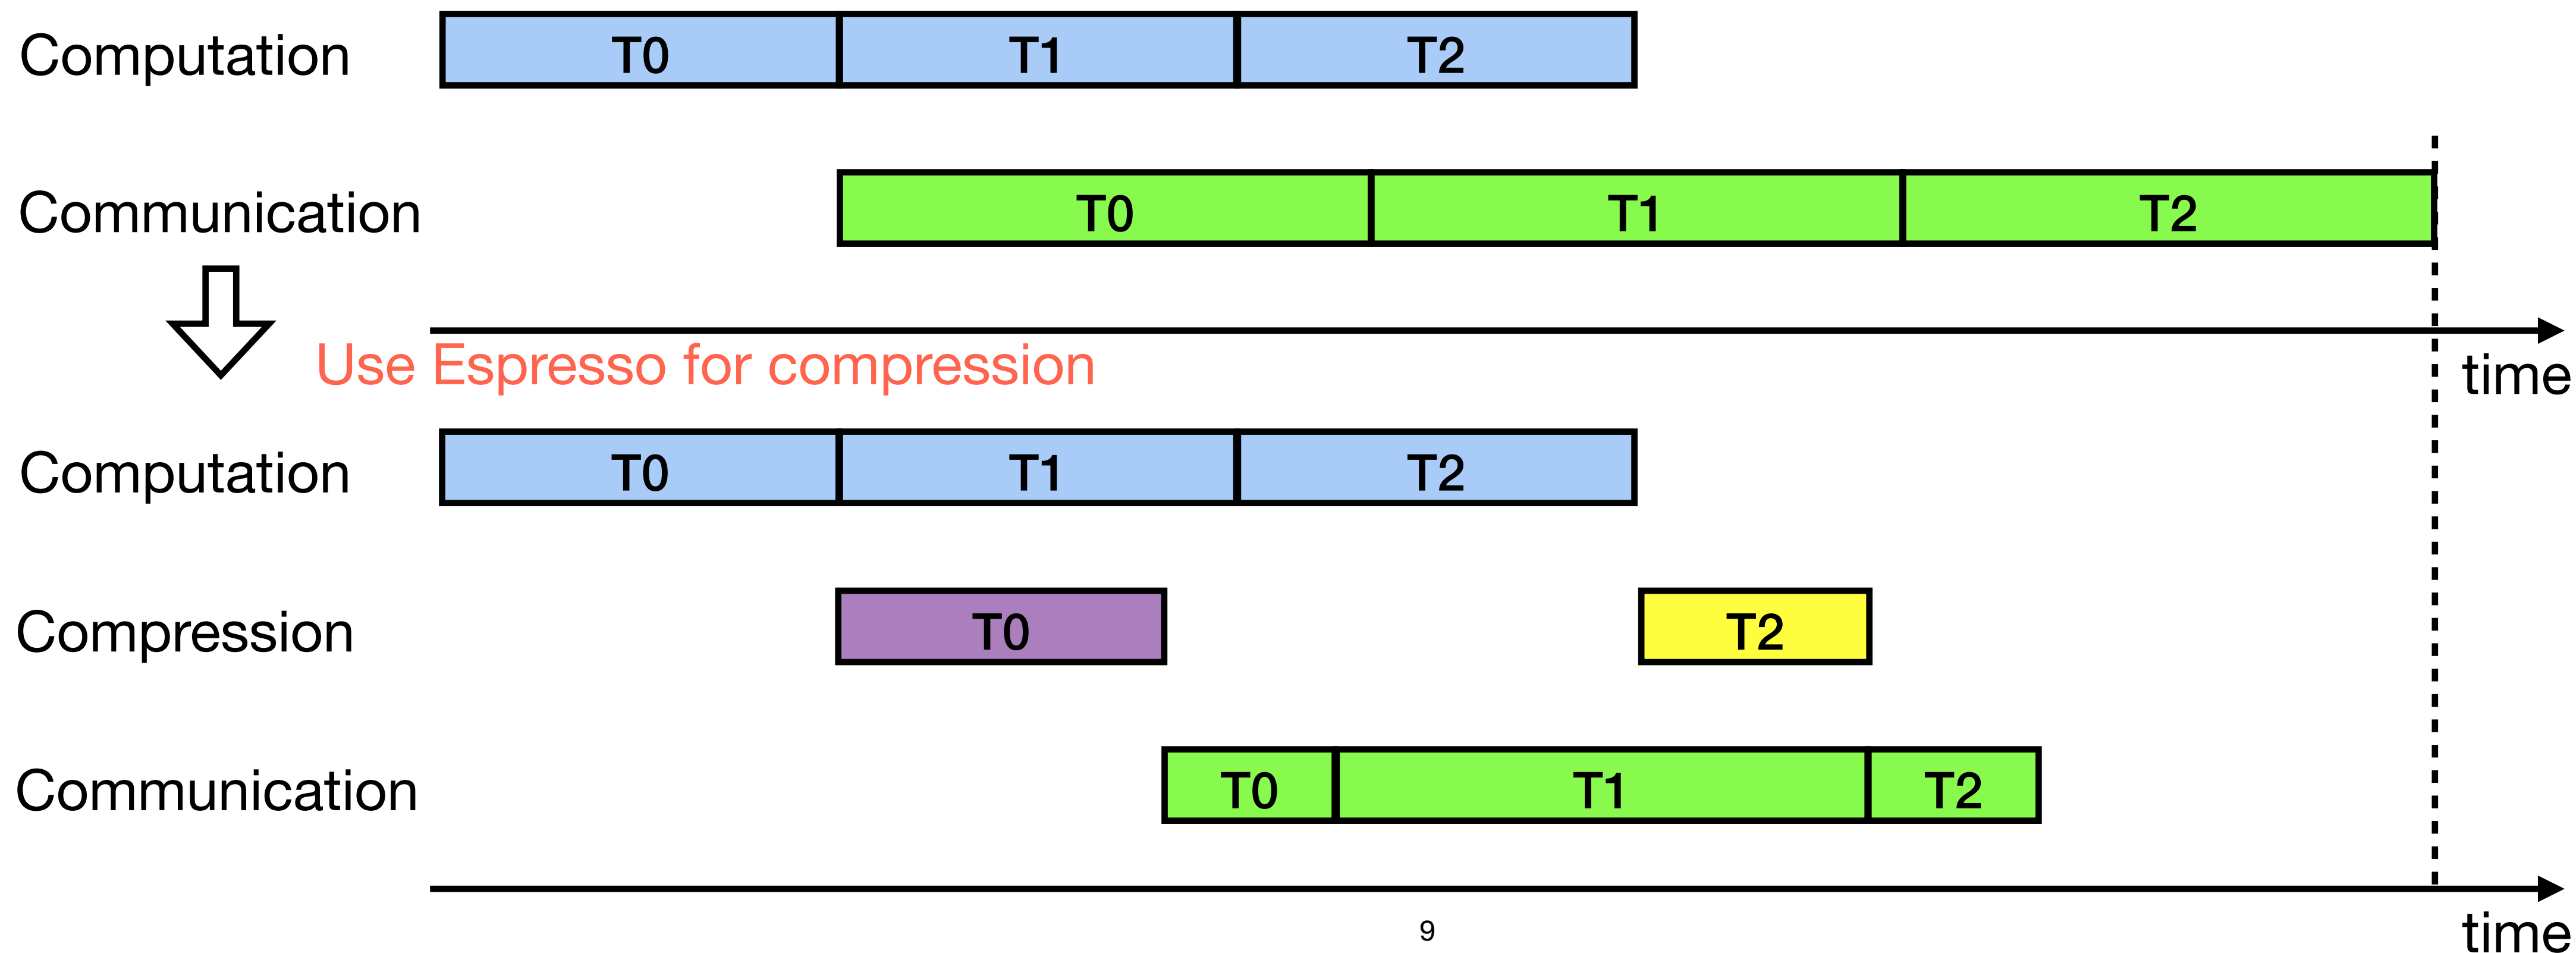 Computation T0 T1 T2
Communication T0 T1 T2
time
Use Espresso for compression
Computation T0 T1 T2
Compression T0 T2
Communication T0 T1 T2
time
9